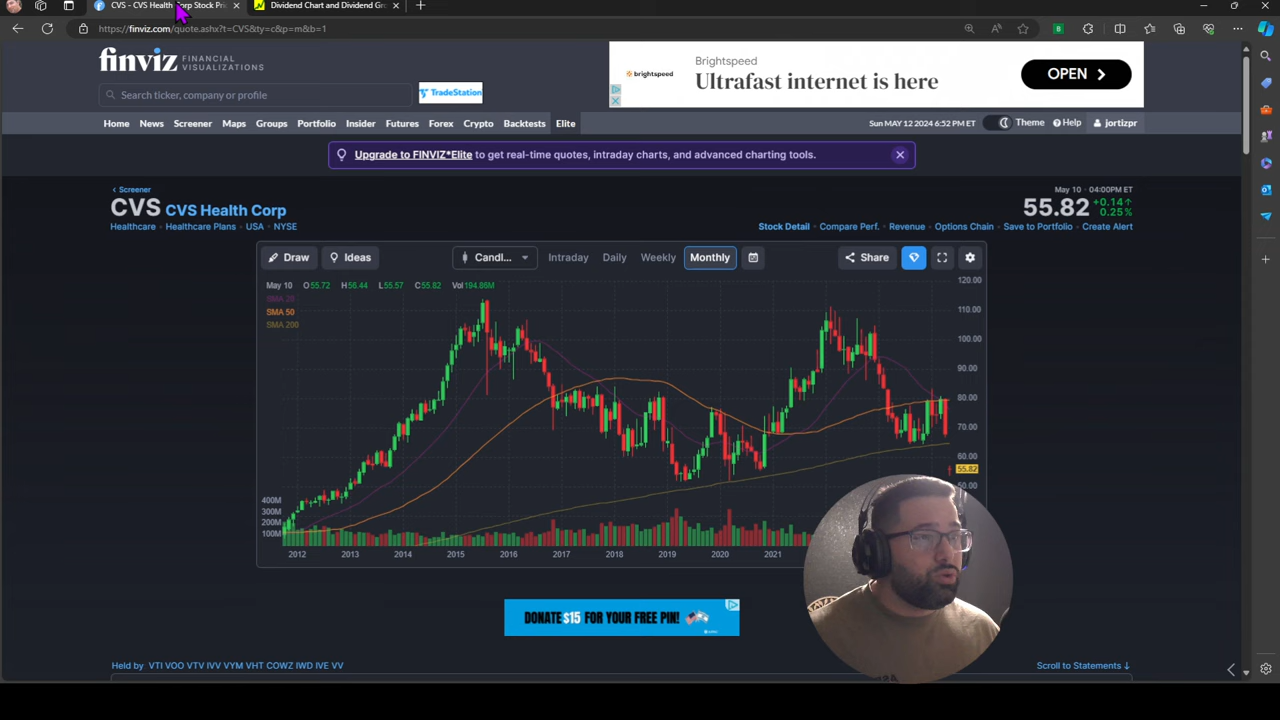 CVS - CVS Health Corp Stock Pri
Dividend Chart and Dividend Gr
https://finviz.com/quote.ashx?t=CVS&ty=c&p=m&b=1
finviz FINANCIAL VISUALIZATIONS
Search ticker, company or profile
TradeStation
Brightspeed
brightspeed
Ultrafast internet is here
OPEN
Home News Screener Maps Groups Portfolio Insider Futures Forex Crypto Backtests Elite
Sun MAY 12 2024 6:52 PM ET Theme Help jortizpr
Upgrade to FINVIZ*Elite to get real-time quotes, intraday charts, and advanced charting tools.
Screener
CVS CVS Health Corp
Healthcare • Healthcare Plans • USA • NYSE
May 10 • 04:00PM ET
55.82 +0.14
0.25%
Stock Detail • Compare Perf. • Revenue • Options Chain • Save to Portfolio • Create Alert
Draw Ideas Candl... Intraday Daily Weekly Monthly Share
May 10 O55.72 H56.44 L55.57 C55.82 Vol194.86M
SMA 20
SMA 50
SMA 200
120.00
110.00
100.00
90.00
80.00
70.00
60.00
55.82
50.00
400M
300M
200M
100M
2012 2013 2014 2015 2016 2017 2018 2019 2020 2021
DONATE $15 FOR YOUR FREE PIN!
Held by VTI VOO VTV IVV VYM VHT COWZ IWD IVE VV
Scroll to Statements ↓